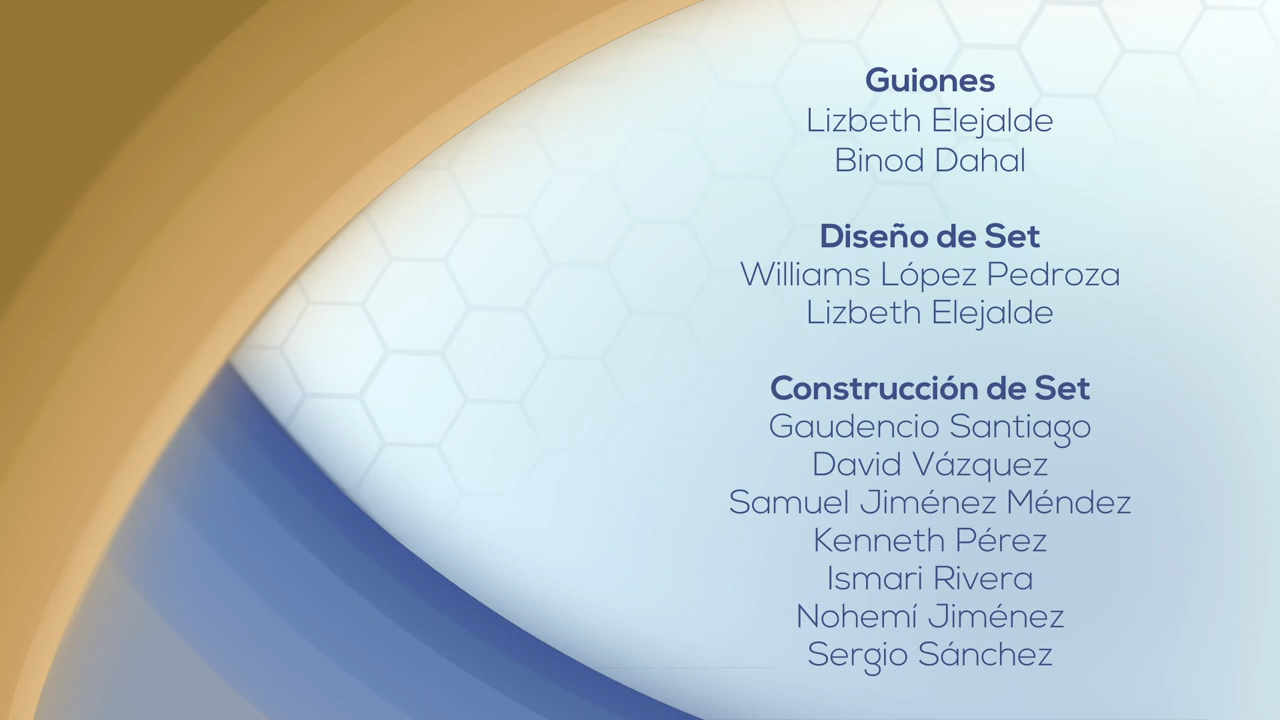 Guiones
Lizbeth Elejalde
Binod Dahal
Diseño de Set
Williams López Pedroza
Lizbeth Elejalde
Construcción de Set
Gaudencio Santiago
David Vázquez
Samuel Jiménez Méndez
Kenneth Pérez
Ismari Rivera
Nohemí Jiménez
Sergio Sánchez